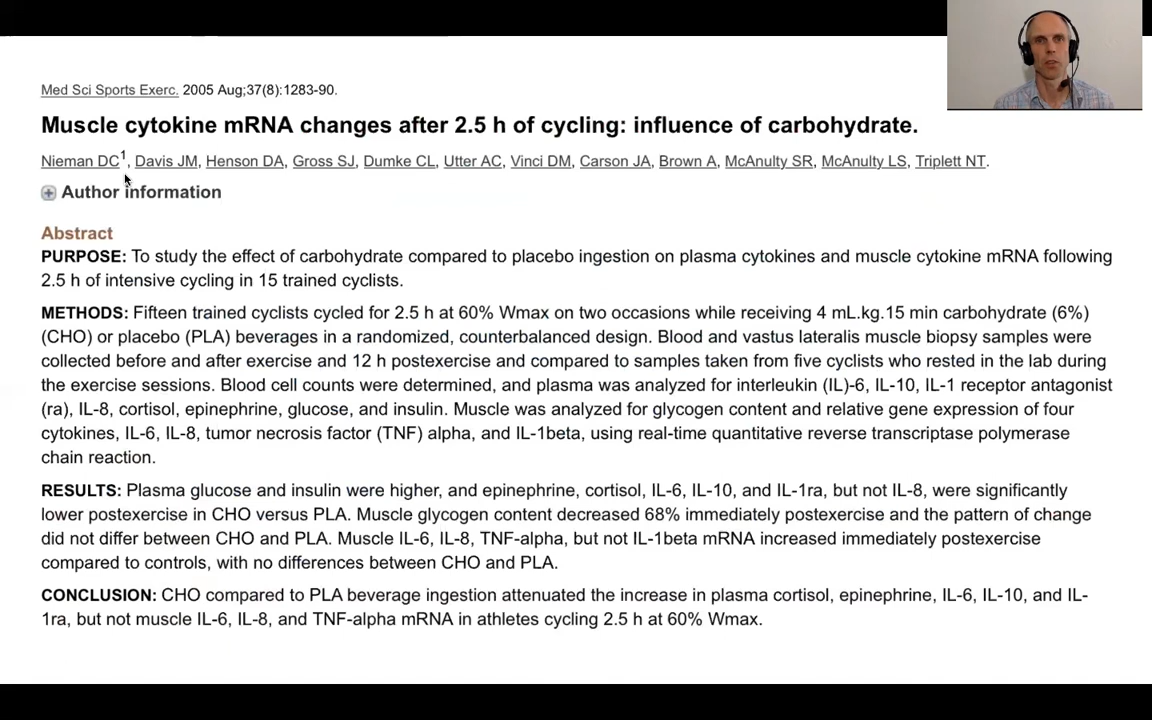 Med Sci Sports Exerc. 2005 Aug;37(8):1283-90.
Muscle cytokine mRNA changes after 2.5 h of cycling: influence of carbohydrate.
Nieman DC1, Davis JM, Henson DA, Gross SJ, Dumke CL, Utter AC, Vinci DM, Carson JA, Brown A, McAnulty SR, McAnulty LS, Triplett NT.
Author information
Abstract
PURPOSE: To study the effect of carbohydrate compared to placebo ingestion on plasma cytokines and muscle cytokine mRNA following
2.5 h of intensive cycling in 15 trained cyclists.
METHODS: Fifteen trained cyclists cycled for 2.5 h at 60% Wmax on two occasions while receiving 4 mL.kg.15 min carbohydrate (6%)
(CHO) or placebo (PLA) beverages in a randomized, counterbalanced design. Blood and vastus lateralis muscle biopsy samples were
collected before and after exercise and 12 h postexercise and compared to samples taken from five cyclists who rested in the lab during
the exercise sessions. Blood cell counts were determined, and plasma was analyzed for interleukin (IL)-6, IL-10, IL-1 receptor antagonist
(ra), IL-8, cortisol, epinephrine, glucose, and insulin. Muscle was analyzed for glycogen content and relative gene expression of four
cytokines, IL-6, IL-8, tumor necrosis factor (TNF) alpha, and IL-1beta, using real-time quantitative reverse transcriptase polymerase
chain reaction.
RESULTS: Plasma glucose and insulin were higher, and epinephrine, cortisol, IL-6, IL-10, and IL-1ra, but not IL-8, were significantly
lower postexercise in CHO versus PLA. Muscle glycogen content decreased 68% immediately postexercise and the pattern of change
did not differ between CHO and PLA. Muscle IL-6, IL-8, TNF-alpha, but not IL-1beta mRNA increased immediately postexercise
compared to controls, with no differences between CHO and PLA.
CONCLUSION: CHO compared to PLA beverage ingestion attenuated the increase in plasma cortisol, epinephrine, IL-6, IL-10, and IL-
1ra, but not muscle IL-6, IL-8, and TNF-alpha mRNA in athletes cycling 2.5 h at 60% Wmax.